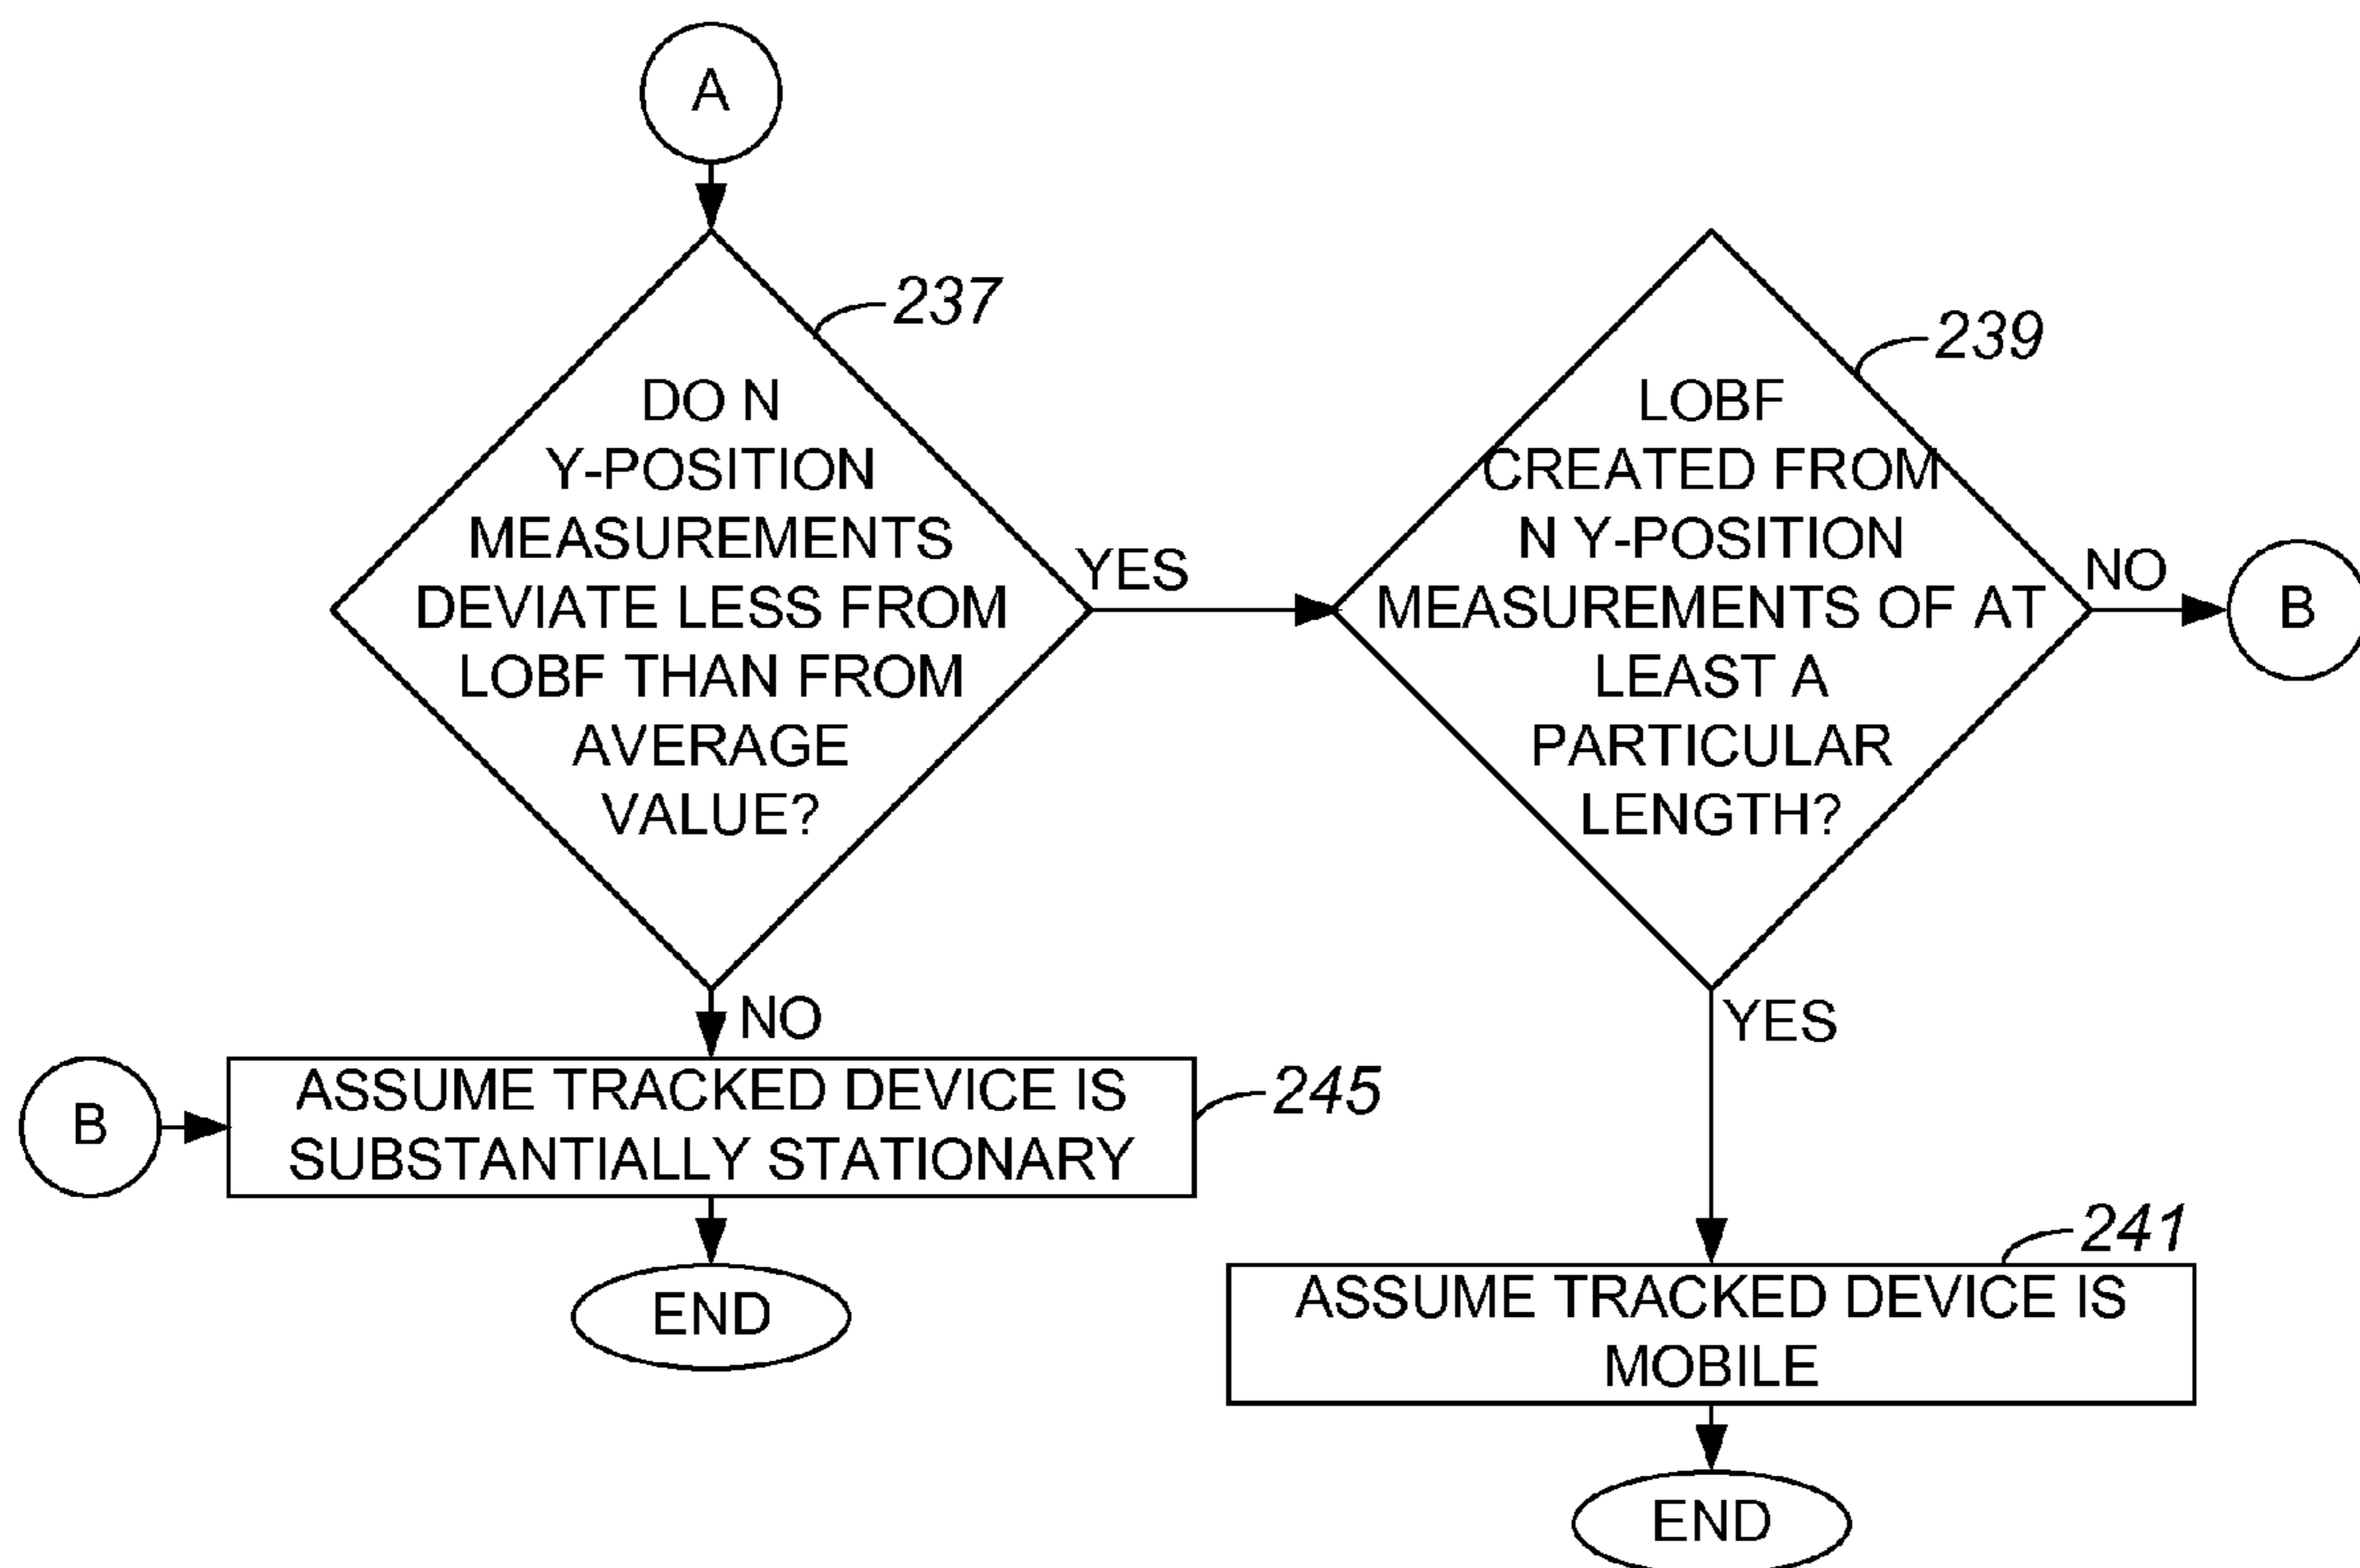 A
237
DO N
Y-POSITION
MEASUREMENTS
DEVIATE LESS FROM
LOBF THAN FROM
AVERAGE
VALUE?
YES
239
LOBF
CREATED FROM
N Y-POSITION
MEASUREMENTS OF AT
LEAST A
PARTICULAR
LENGTH?
NO
B
NO
YES
B
ASSUME TRACKED DEVICE IS
SUBSTANTIALLY STATIONARY
245
END
241
ASSUME TRACKED DEVICE IS
MOBILE
END